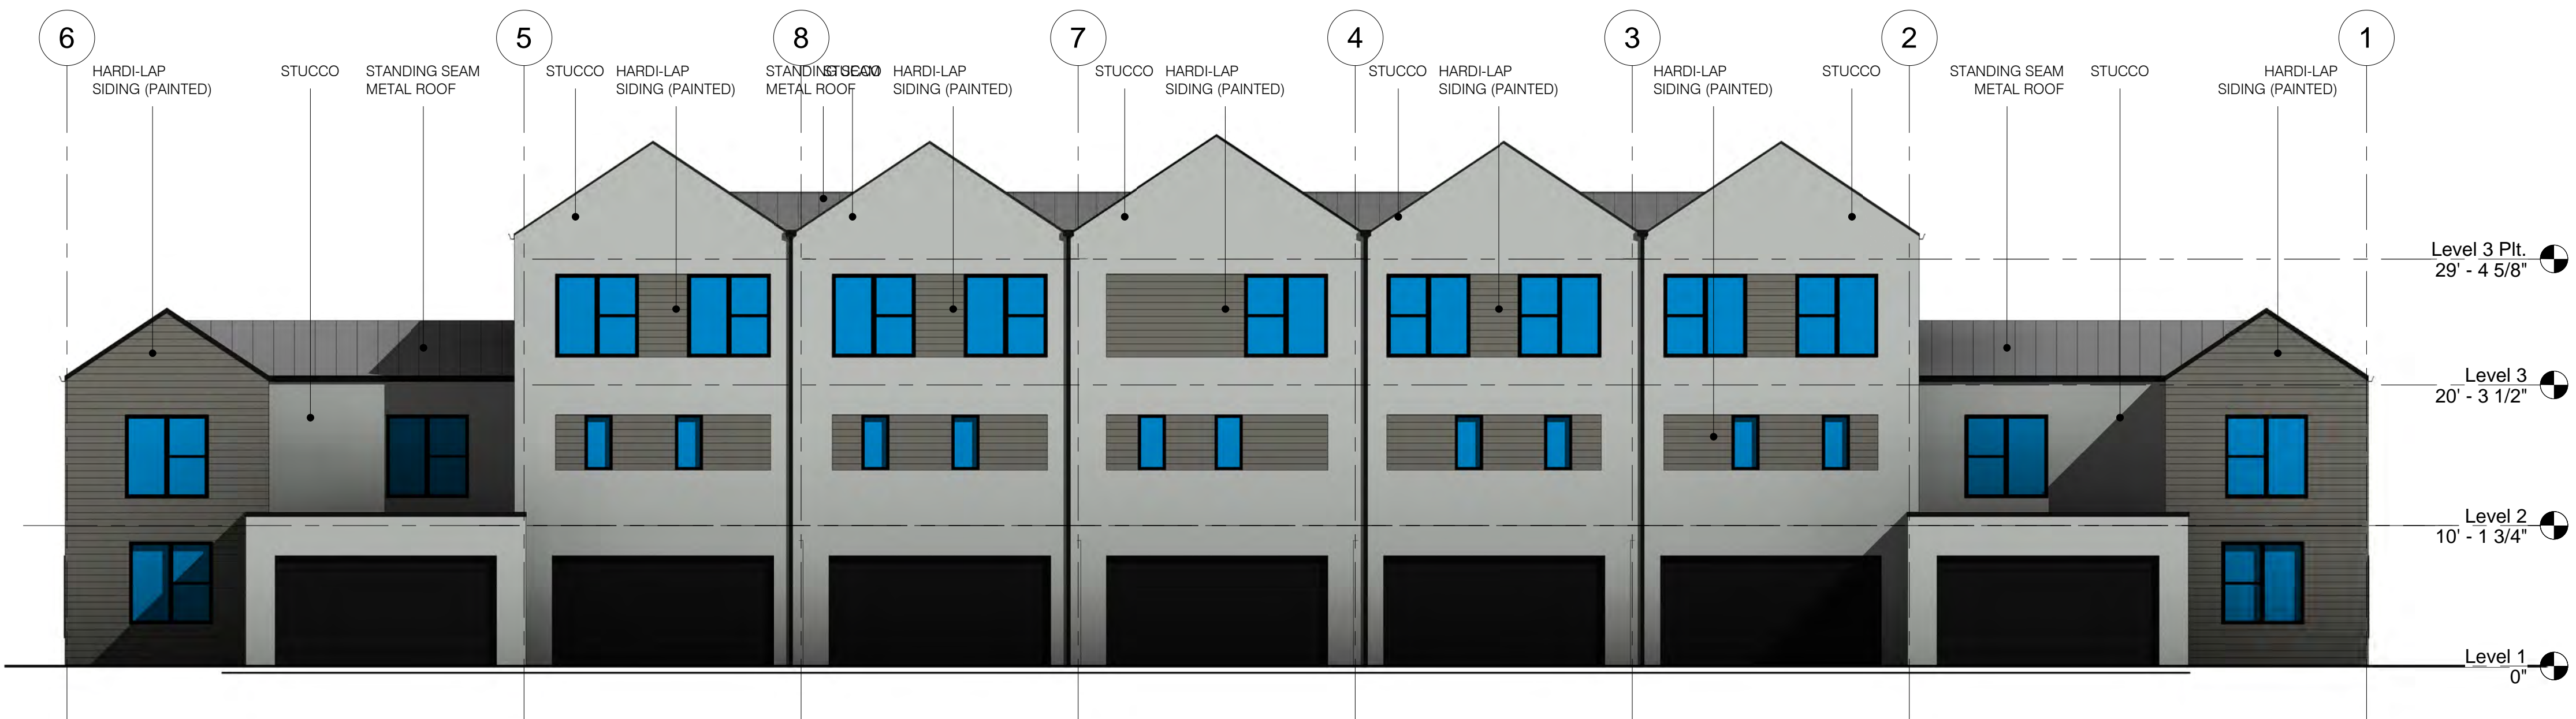 6
5
8
7
4
3
2
1
HARDI-LAP
SIDING (PAINTED)
STUCCO
STANDING SEAM
METAL ROOF
STUCCO
HARDI-LAP
SIDING (PAINTED)
STANDING SEAM
METAL ROOF
STUCCO
HARDI-LAP
SIDING (PAINTED)
STUCCO
HARDI-LAP
SIDING (PAINTED)
STUCCO
HARDI-LAP
SIDING (PAINTED)
HARDI-LAP
SIDING (PAINTED)
STUCCO
STANDING SEAM
METAL ROOF
STUCCO
HARDI-LAP
SIDING (PAINTED)
Level 3 Plt.
29' - 4 5/8"
Level 3
20' - 3 1/2"
Level 2
10' - 1 3/4"
Level 1
0"